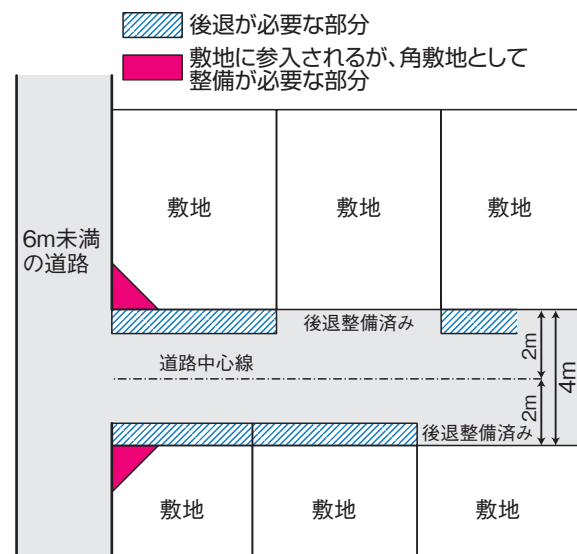 後退が必要な部分
敷地に参入されるが、角敷地として
整備が必要な部分
敷地
敷地
敷地
6m未満
の道路
後退整備済み
道路中心線
2m
4m
2m
後退整備済み
敷地
敷地
敷地